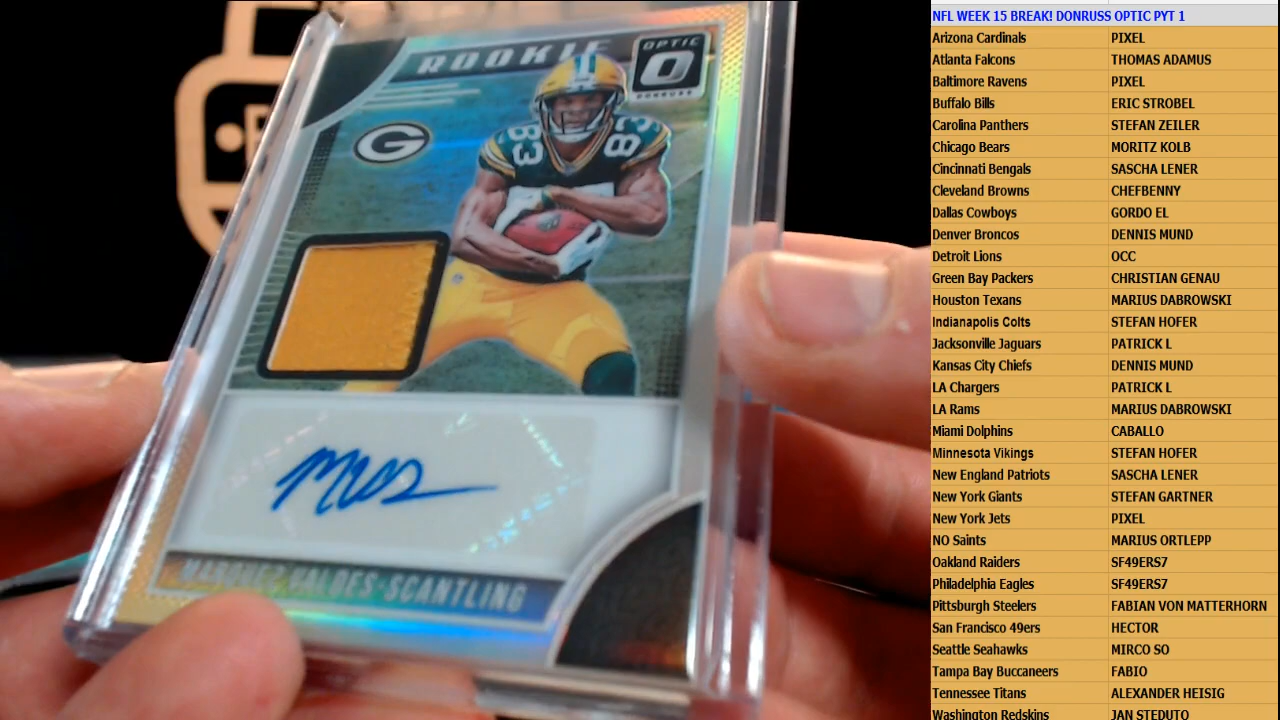 ROOKIE
OPTIC
O
DONRUSS
G
83
83
VALDES-SCANTLING
NFL WEEK 15 BREAK! DONRUSS OPTIC PYT 1
Arizona Cardinals PIXEL
Atlanta Falcons THOMAS ADAMUS
Baltimore Ravens PIXEL
Buffalo Bills ERIC STROBEL
Carolina Panthers STEFAN ZEILER
Chicago Bears MORITZ KOLB
Cincinnati Bengals SASCHA LENER
Cleveland Browns CHEFBENNY
Dallas Cowboys GORDO EL
Denver Broncos DENNIS MUND
Detroit Lions OCC
Green Bay Packers CHRISTIAN GENAU
Houston Texans MARIUS DABROWSKI
Indianapolis Colts STEFAN HOFER
Jacksonville Jaguars PATRICK L
Kansas City Chiefs DENNIS MUND
LA Chargers PATRICK L
LA Rams MARIUS DABROWSKI
Miami Dolphins CABALLO
Minnesota Vikings STEFAN HOFER
New England Patriots SASCHA LENER
New York Giants STEFAN GARTNER
New York Jets PIXEL
NO Saints MARIUS ORTLEPP
Oakland Raiders SF49ERS7
Philadelphia Eagles SF49ERS7
Pittsburgh Steelers FABIAN VON MATTERHORN
San Francisco 49ers HECTOR
Seattle Seahawks MIRCO SO
Tampa Bay Buccaneers FABIO
Tennessee Titans ALEXANDER HEISIG
Washington Redskins JAN STEDUTO